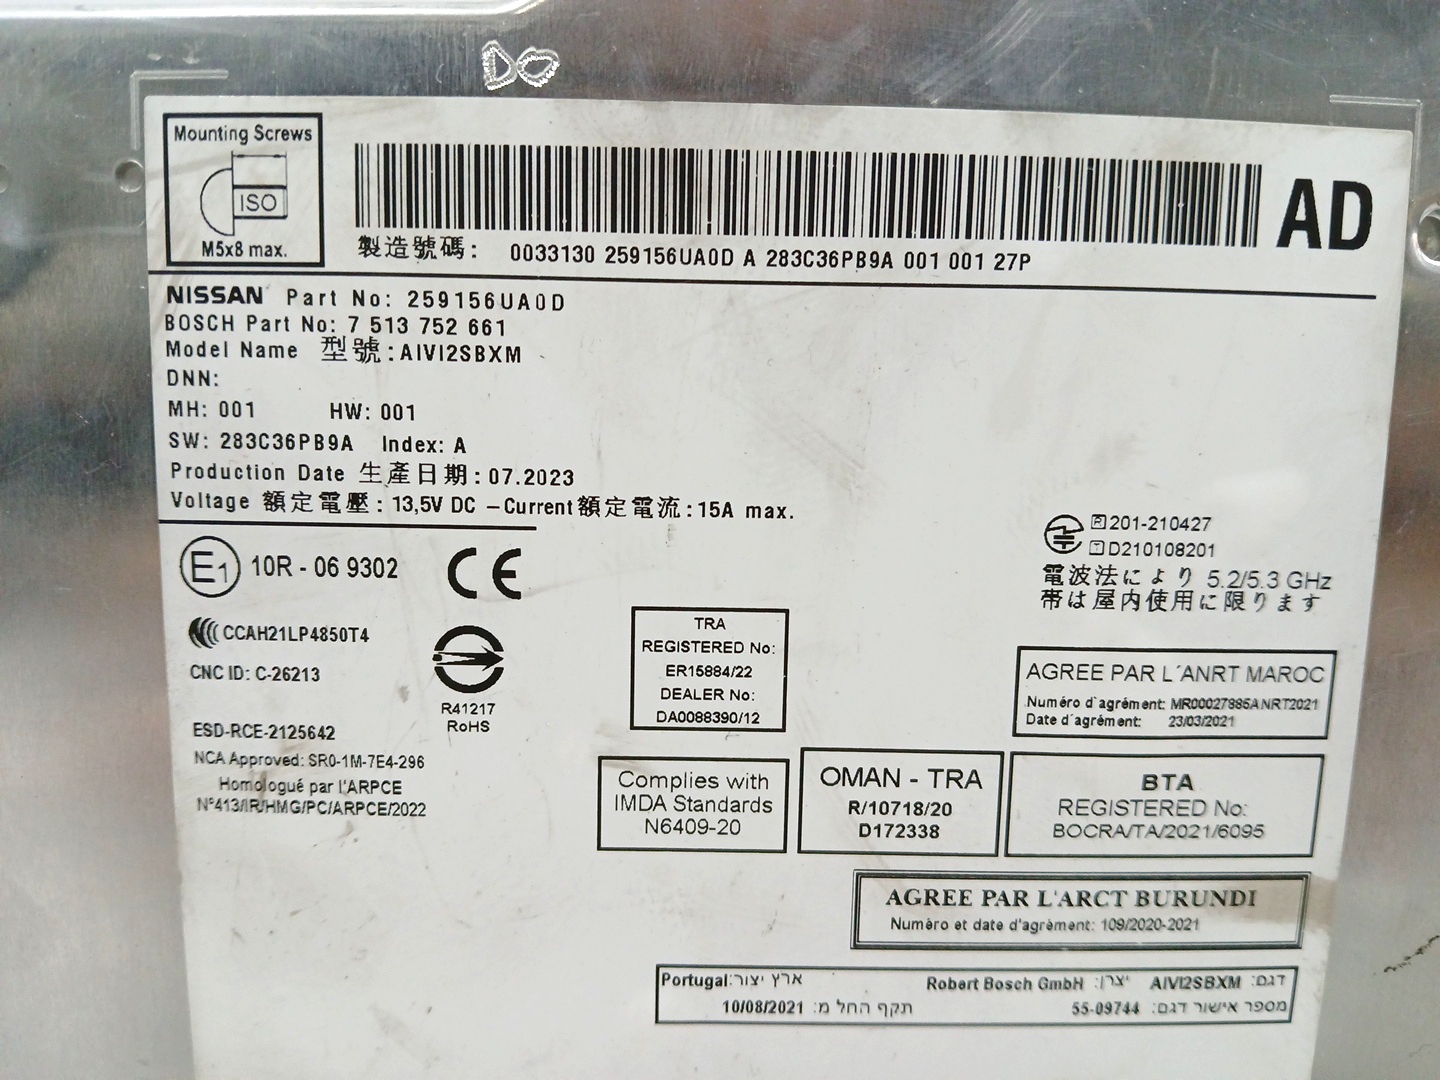 Mounting Screws
ISO
M5x8 max.
AD
製造號碼: 0033130 259156UA0D A 283C36PB9A 001 001 27P
NISSAN Part No: 259156UA0D
BOSCH Part No: 7 513 752 661
Model Name 型號:AIVI2SBXM
DNN:
MH: 001 HW: 001
SW: 283C36PB9A Index: A
Production Date 生產日期:07.2023
Voltage 額定電壓: 13,5V DC –Current額定電流:15A max.
E1 10R - 06 9302 CE
CCAH21LP4850T4
CNC ID: C-26213
R41217
RoHS
ESD-RCE-2125642
NCA Approved: SR0-1M-7E4-296
Homologué par l'ARPCE
N°413/IR/HMG/PC/ARPCE/2022
TRA
REGISTERED No:
ER15884/22
DEALER No:
DA0088390/12
R 201-210427
T D210108201
電波法により 5.2/5.3 GHz
帯は屋内使用に限ります
AGREE PAR L´ANRT MAROC
Numéro d`agrément: MR00027885ANRT2021
Date d´agrément: 23/03/2021
Complies with
IMDA Standards
N6409-20
OMAN - TRA
R/10718/20
D172338
BTA
REGISTERED No:
BOCRA/TA/2021/6095
AGREE PAR L'ARCT BURUNDI
Numéro et date d'agrément: 109/2020-2021
דגם: AIVI2SBXM יצרן: Robert Bosch GmbH ארץ יצור: Portugal
מספר אישור דגם: 55-09744 תקף החל מ: 10/08/2021